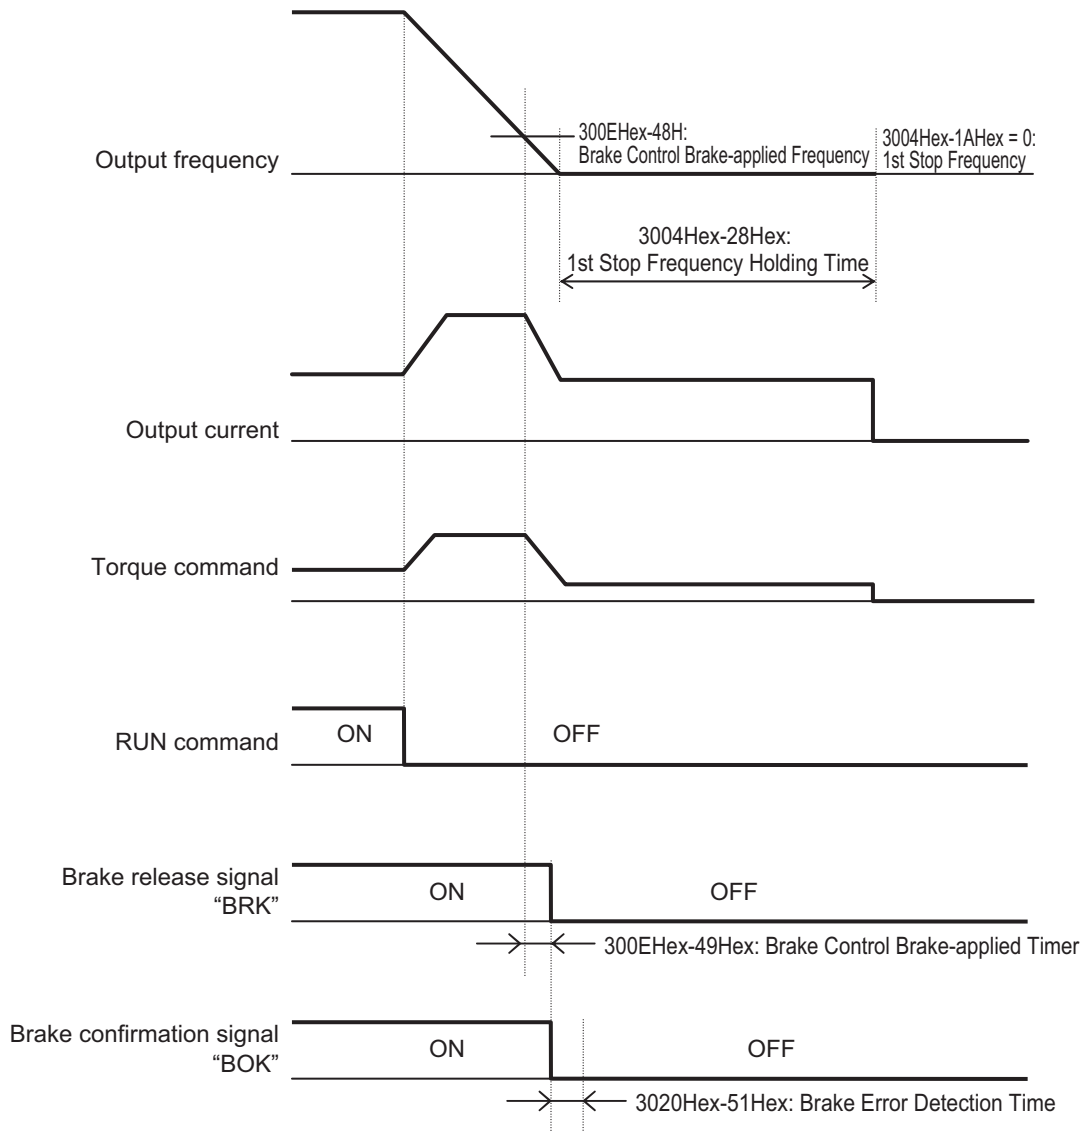 300EHex-48H:
Brake Control Brake-applied Frequency
3004Hex-1AHex = 0:
1st Stop Frequency
Output frequency
3004Hex-28Hex:
1st Stop Frequency Holding Time
Output current
Torque command
RUN command
ON
OFF
Brake release signal
“BRK”
ON
OFF
300EHex-49Hex: Brake Control Brake-applied Timer
Brake confirmation signal
“BOK”
ON
OFF
3020Hex-51Hex: Brake Error Detection Time